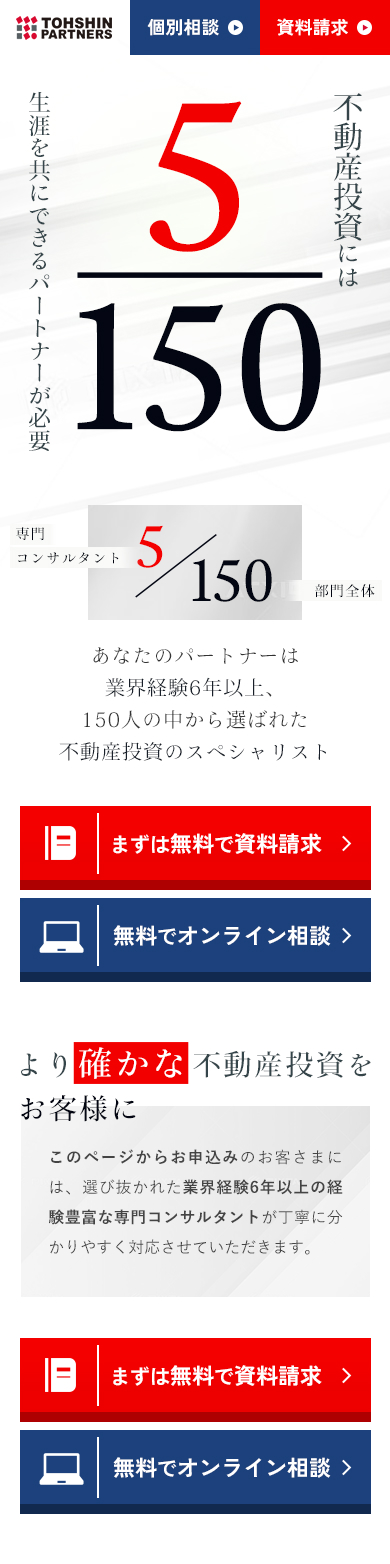 TOHSHIN
PARTNERS
個別相談
資料請求
不動産投資には
生涯を共にできるパートナーが必要
5
150
専門
コンサルタント
5/150
部門全体
あなたのパートナーは
業界経験6年以上、
150人の中から選ばれた
不動産投資のスペシャリスト
まずは無料で資料請求
無料でオンライン相談
より確かな不動産投資を
お客様に
このページからお申込みのお客さまに
は、選び抜かれた業界経験6年以上の経
験豊富な専門コンサルタントが丁寧に分
かりやすく対応させていただきます。
まずは無料で資料請求
無料でオンライン相談